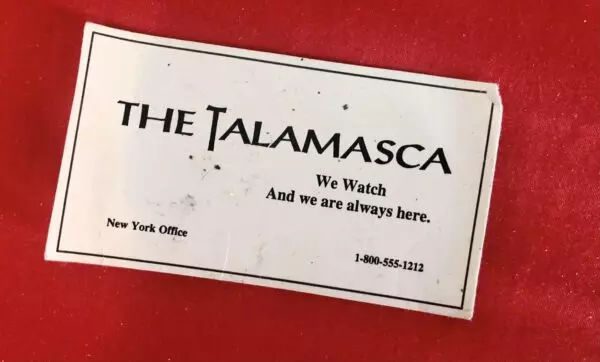 THE TALAMASCA
We Watch
And we are always here.
New York Office
1-800-555-1212